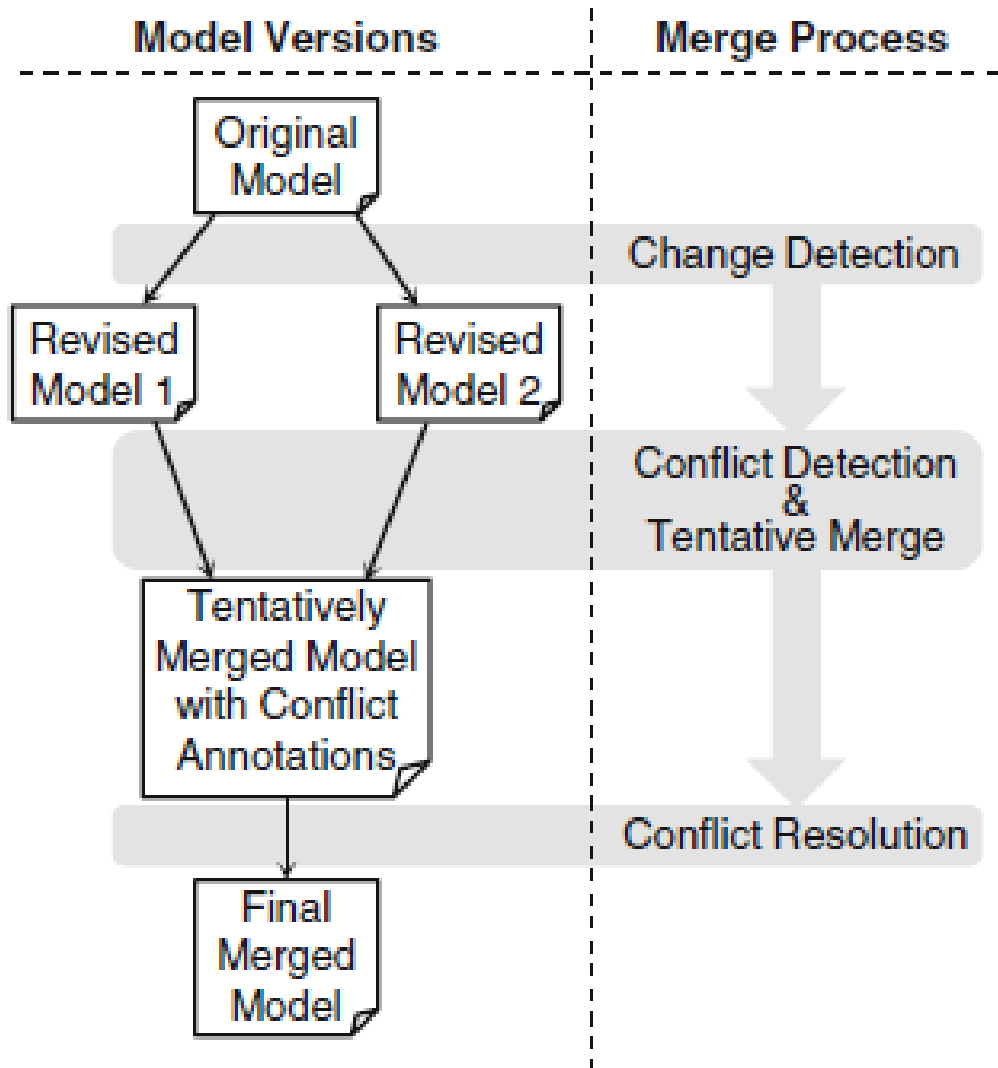 Model Versions
Merge Process
Original
Model
Change Detection
Revised
Model 1
Revised
Model 2
Conflict Detection
&
Tentative Merge
Tentatively
Merged Model
with Conflict
Annotations
Conflict Resolution
Final
Merged
Model